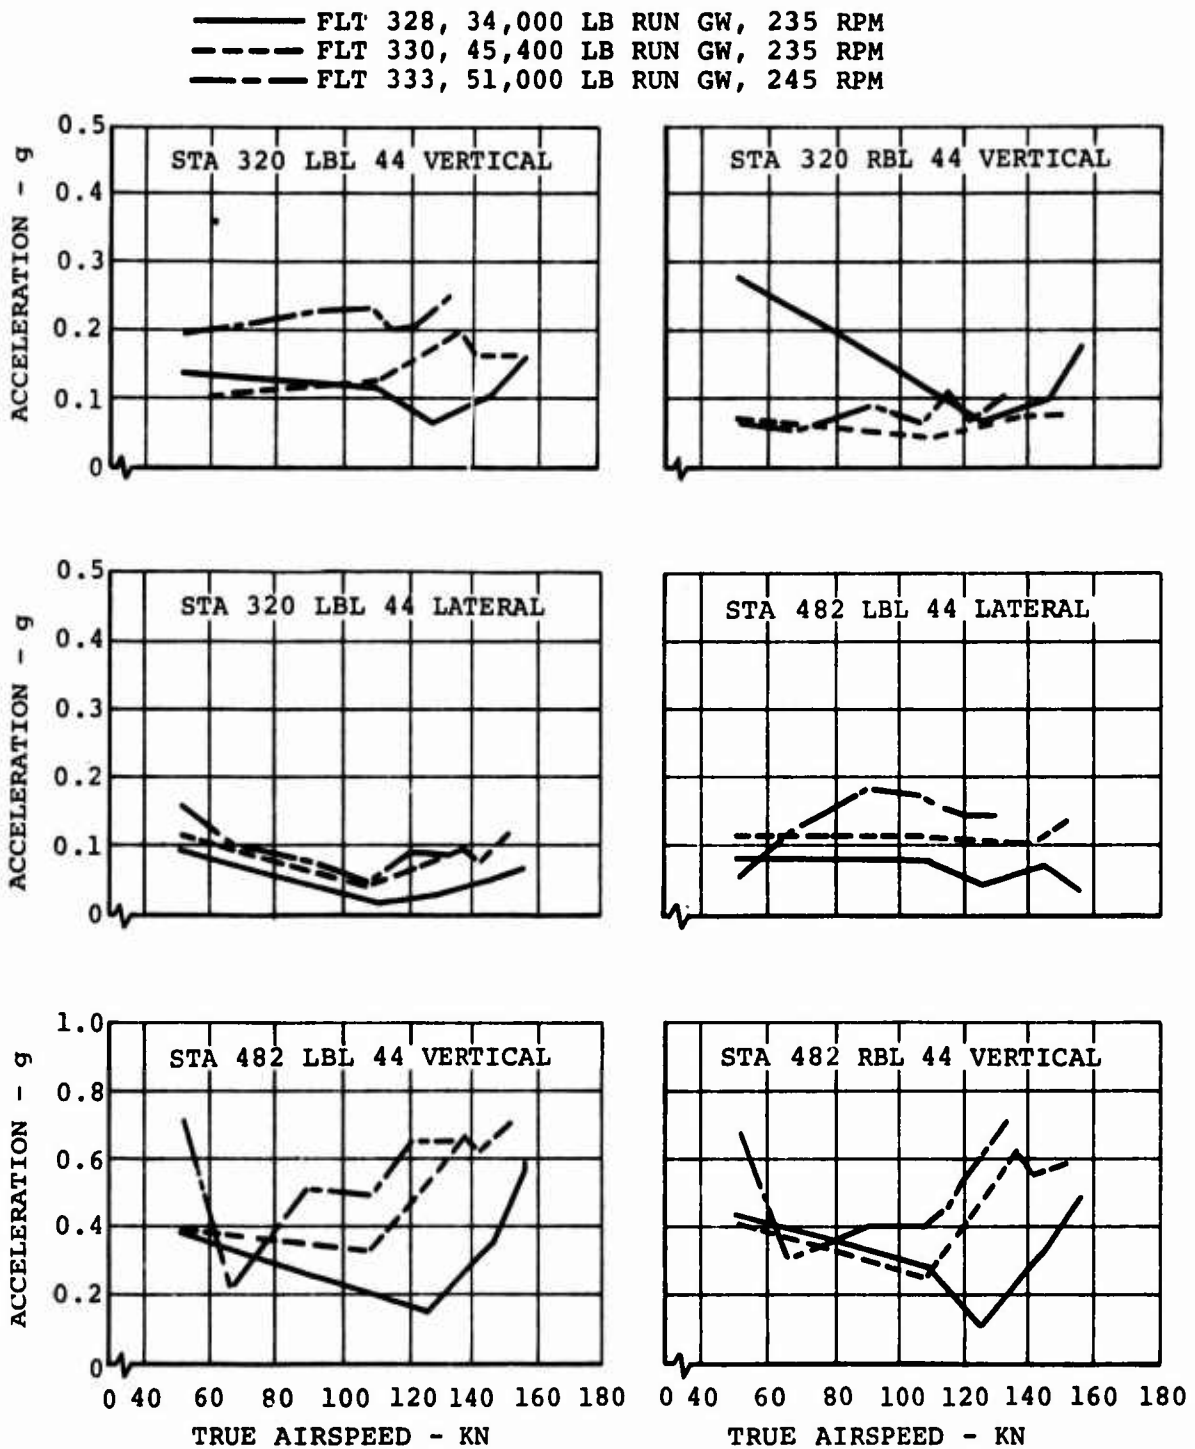 FLT 328, 34,000 LB RUN GW, 235 RPM
FLT 330, 45,400 LB RUN GW, 235 RPM
FLT 333, 51,000 LB RUN GW, 245 RPM
STA 320 LBL 44 VERTICAL
STA 320 RBL 44 VERTICAL
ACCELERATION - g
0.5
0.4
0.3
0.2
0.1
0
STA 320 LBL 44 LATERAL
STA 482 LBL 44 LATERAL
ACCELERATION - g
0.5
0.4
0.3
0.2
0.1
0
STA 482 LBL 44 VERTICAL
STA 482 RBL 44 VERTICAL
ACCELERATION - g
1.0
0.8
0.6
0.4
0.2
0
0 40 60 80 100 120 140 160 180
0 40 60 80 100 120 140 160 180
TRUE AIRSPEED - KN
TRUE AIRSPEED - KN